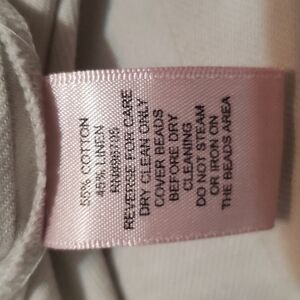 55% COTTON
45% LINEN
REVERSE FOR CARE
DRY CLEAN ONLY
COVER BEADS
BEFORE DRY
CLEANING
DO NOT STEAM
OR IRON ON
THE BEADS AREA